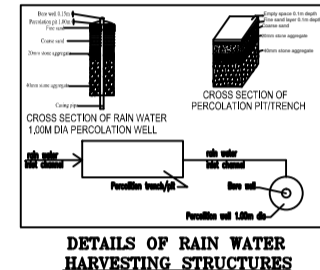 Bore well 0.15m
Percolation pit 1.00m
Fine sand
Coarse sand
20mm stone aggregate
40mm stone aggregate
Casing pipe
CROSS SECTION OF RAIN WATER
1,00M DIA PERCOLATION WELL
Empty space 0.1m depth
Fine sand layer 0.1m depth
Coarse sand
20mm stone aggregate
40mm stone aggregate
CROSS SECTION OF
PERCOLATION PIT/TRENCH
rain water
inlet channel
Percolition trench/pit
rain water
inlet channel
Bore well
Percolition well 1.00m dia
DETAILS OF RAIN WATER
HARVESTING STRUCTURES